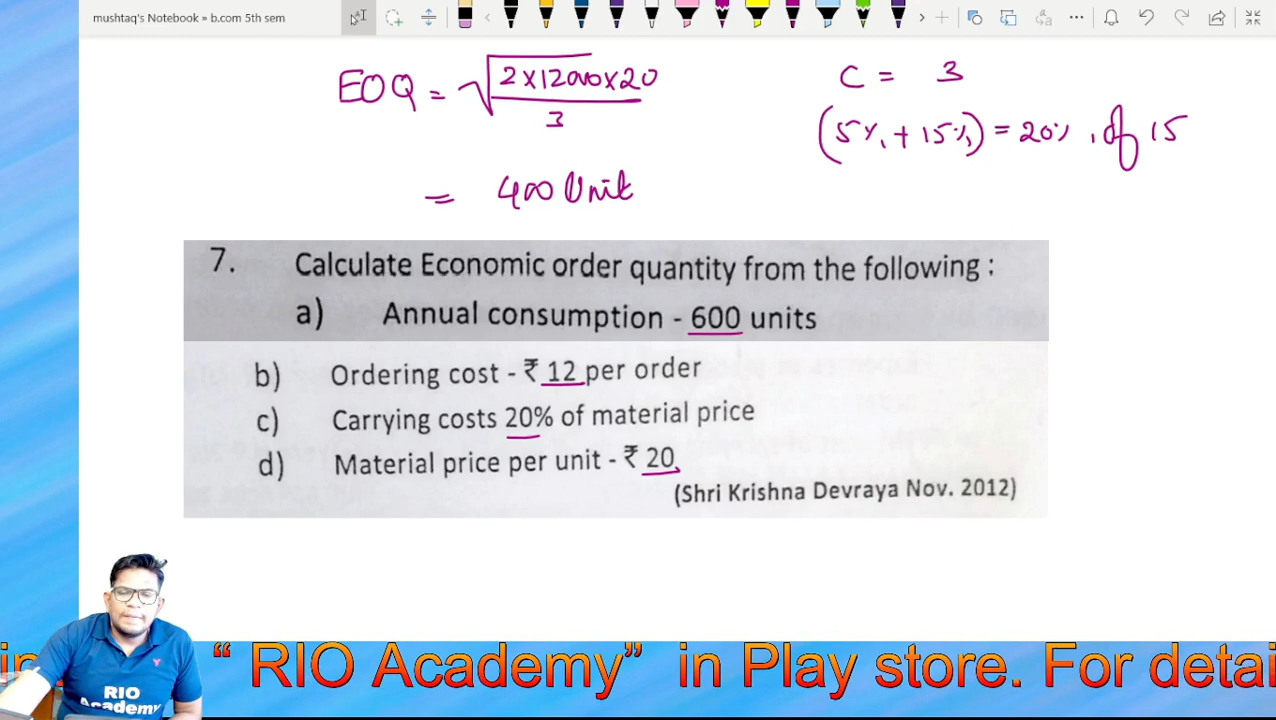 mushtaq's Notebook » b.com 5th sem
EOQ = √ 2 x 12000 x 20
3
= 400 Unit
C = 3
(5% + 15%) = 20% of 15
7. Calculate Economic order quantity from the following :
a) Annual consumption - 600 units
b) Ordering cost - ₹ 12 per order
c) Carrying costs 20% of material price
d) Material price per unit - ₹ 20
(Shri Krishna Devraya Nov. 2012)
RIO
Academy
in “ RIO Academy” in Play store. For detai